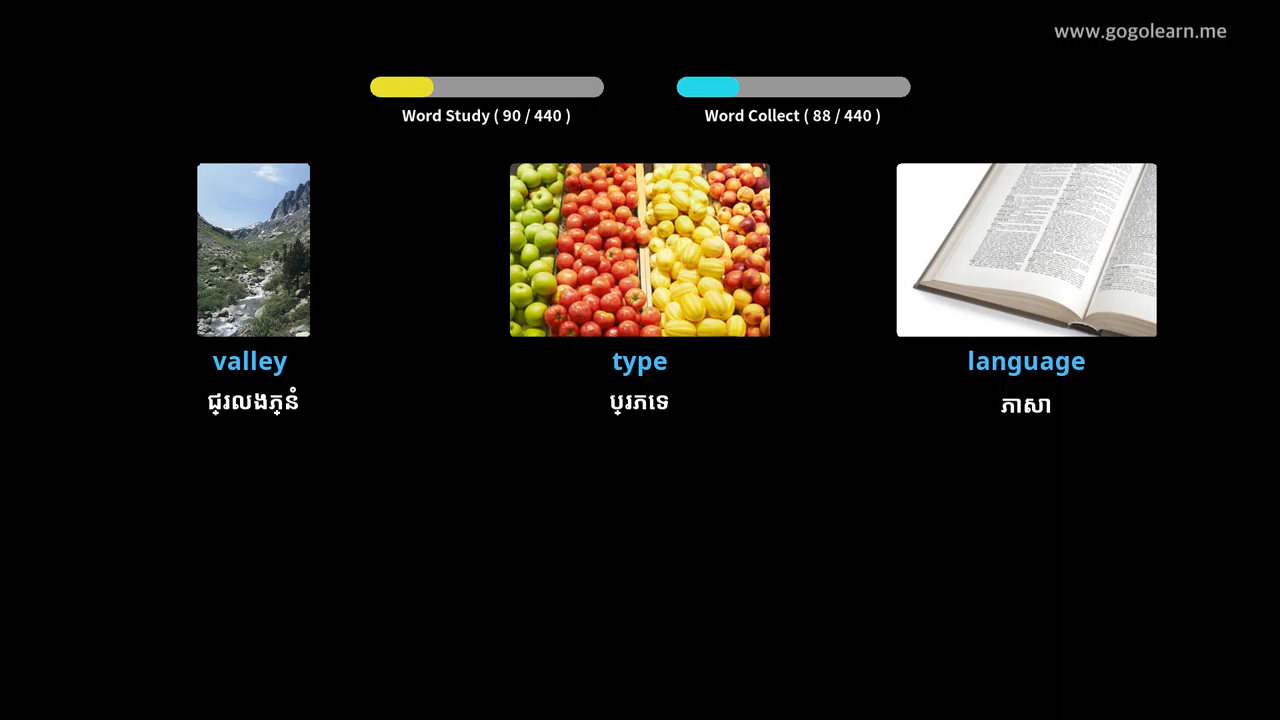 www.gogolearn.me
Word Study ( 90 / 440 )
Word Collect ( 88 / 440 )
valley
type
language
ជ្រលងភ្នំ
ប្រភទេ
ភាសា